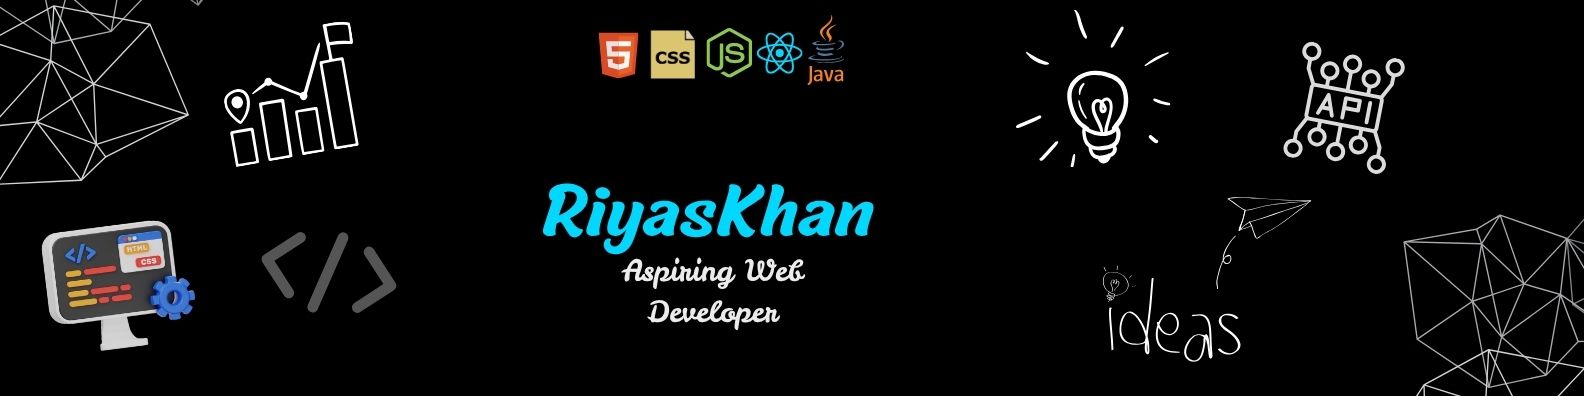 5
CSS
JS
Java
API
RiyasKhan
Aspiring Web
Developer
</>
HTML
CSS
</>
ideas